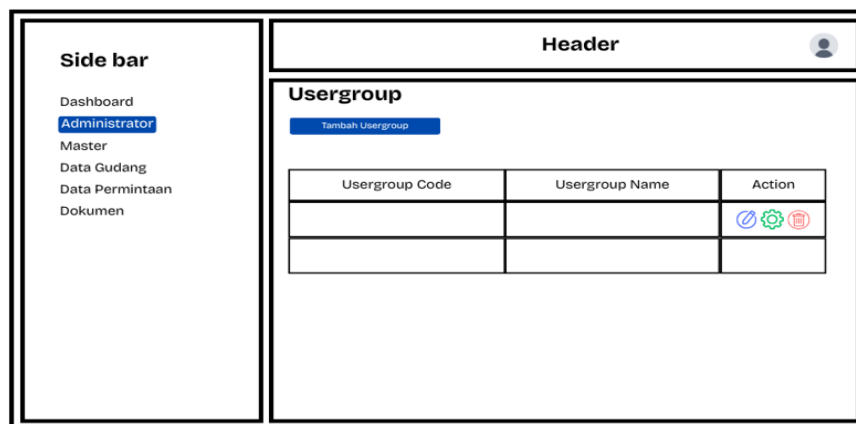 Side bar
Dashboard
Administrator
Master
Data Gudang
Data Permintaan
Dokumen
Header
Usergroup
Tambah Usergroup
Usergroup Code Usergroup Name Action